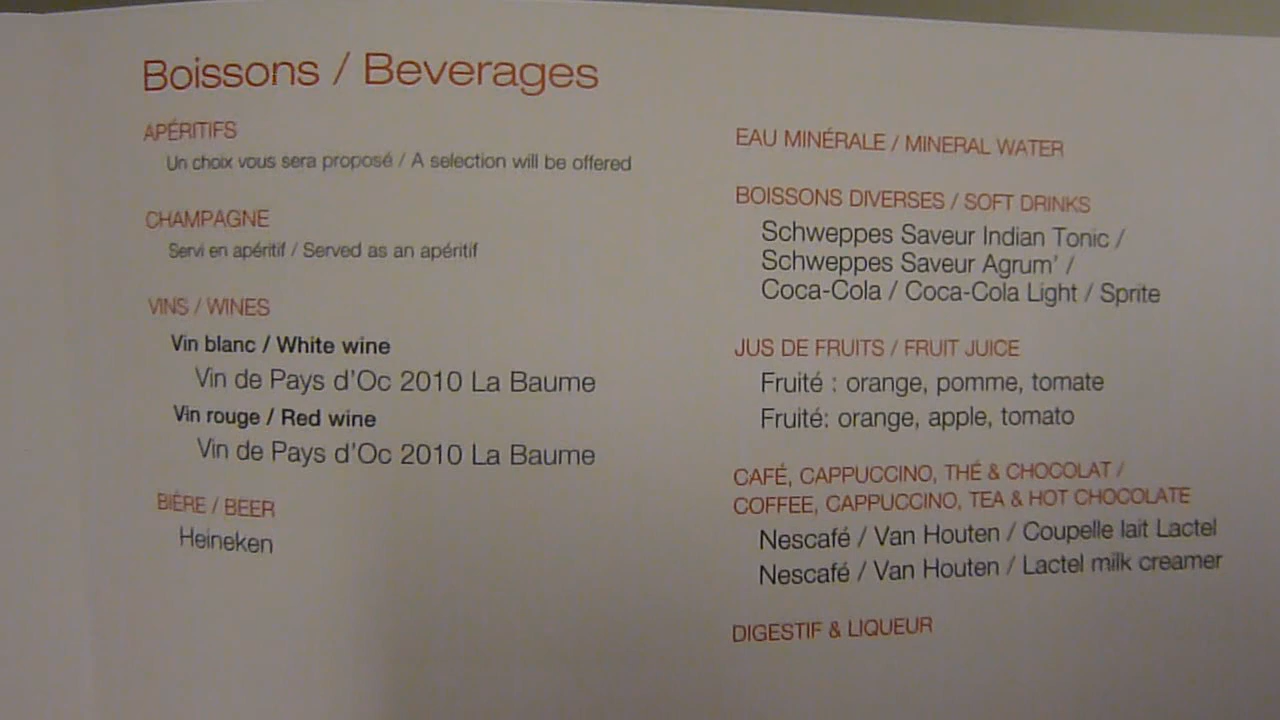 Boissons / Beverages
APÉRITIFS
Un choix vous sera proposé / A selection will be offered
CHAMPAGNE
Servi en apéritif / Served as an apéritif
VINS / WINES
Vin blanc / White wine
Vin de Pays d'Oc 2010 La Baume
Vin rouge / Red wine
Vin de Pays d'Oc 2010 La Baume
BIÈRE / BEER
Heineken
EAU MINÉRALE / MINERAL WATER
BOISSONS DIVERSES / SOFT DRINKS
Schweppes Saveur Indian Tonic /
Schweppes Saveur Agrum' /
Coca-Cola / Coca-Cola Light / Sprite
JUS DE FRUITS / FRUIT JUICE
Fruité : orange, pomme, tomate
Fruité: orange, apple, tomato
CAFÉ, CAPPUCCINO, THÉ & CHOCOLAT /
COFFEE, CAPPUCCINO, TEA & HOT CHOCOLATE
Nescafé / Van Houten / Coupelle lait Lactel
Nescafé / Van Houten / Lactel milk creamer
DIGESTIF & LIQUEUR